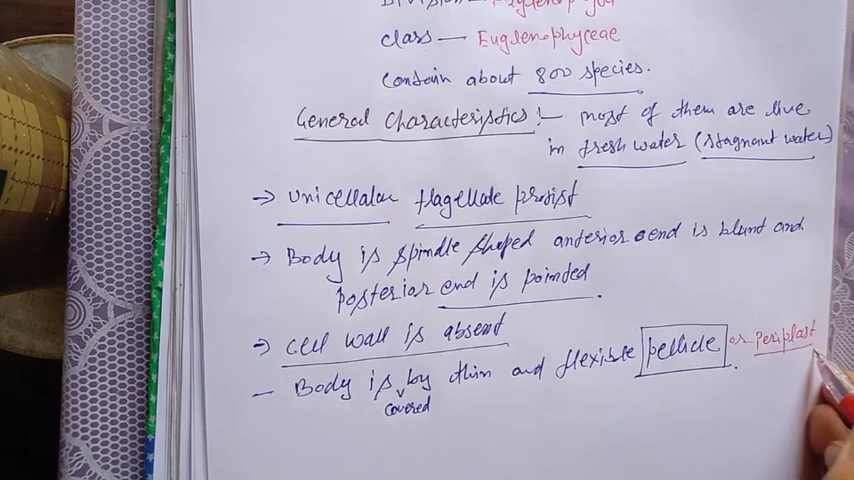 Division — Euglenophyta
class — Euglenophyceae
Contain about 800 species.
General Characteristics :— most of them are live
in fresh water (stagnant water)
→ unicellular flagellate protist
→ Body is spindle shaped anterior end is blunt and
posterior end is pointed.
→ cell wall is absent
— Body is by thin and flexible pellicle or periplast.
covered